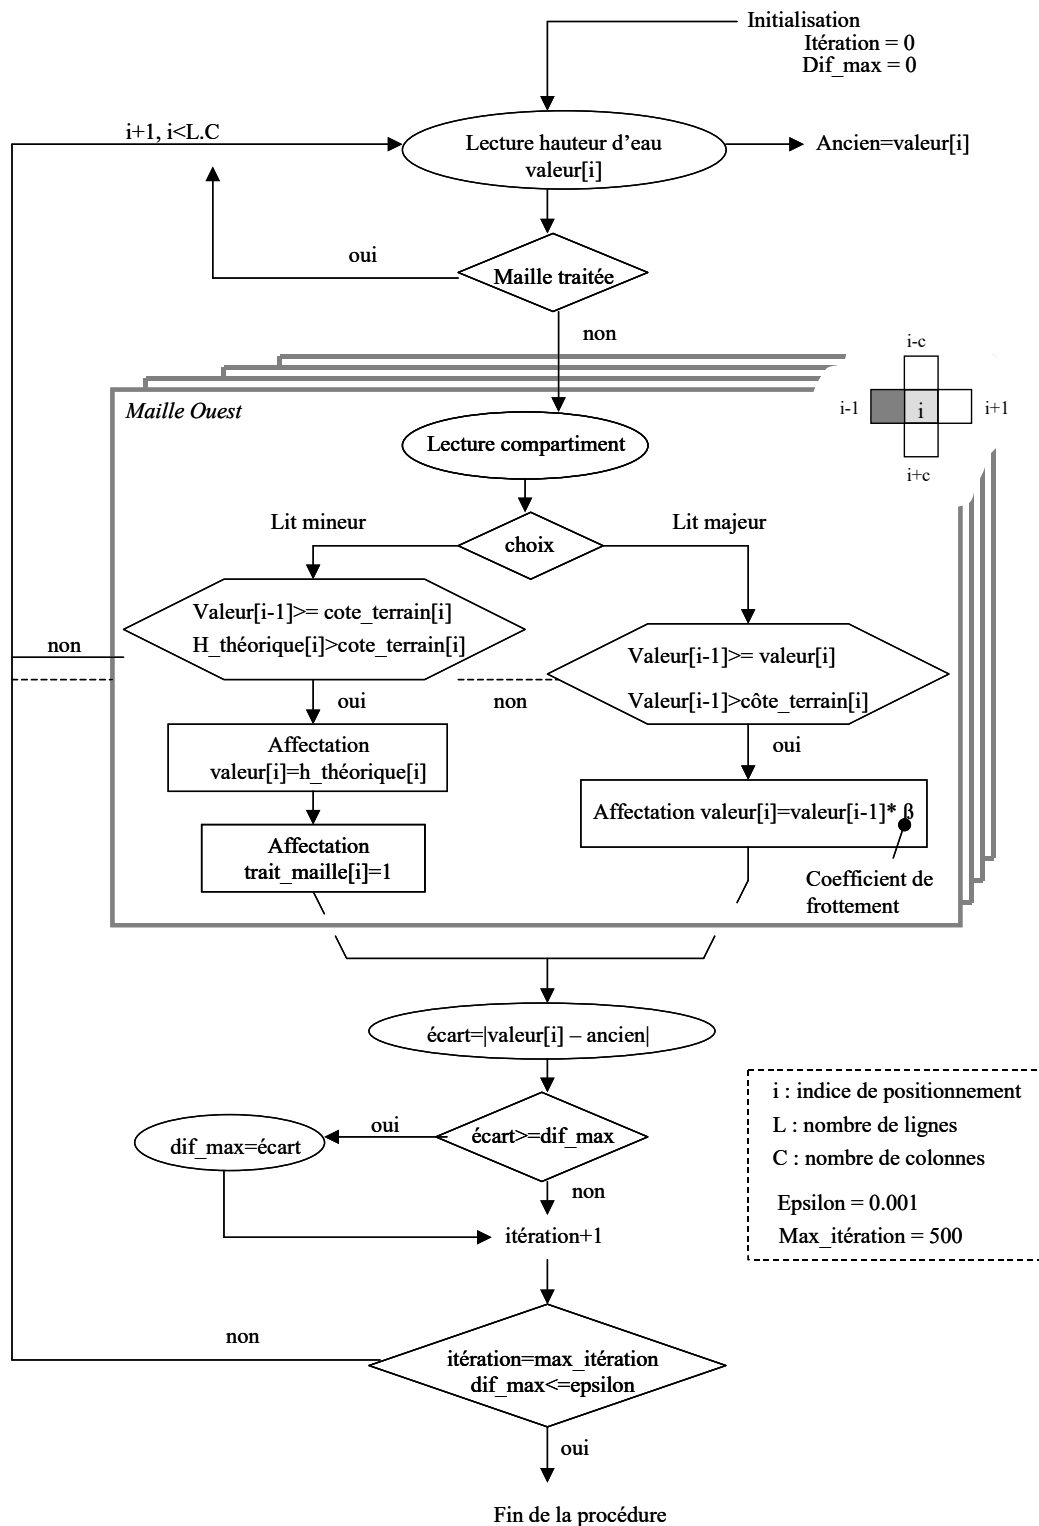 Initialisation
Itération = 0
Dif_max = 0
i+1, i<L.C
Lecture hauteur d’eau
valeur[i]
Ancien=valeur[i]
oui
Maille traitée
non
i-c
i-1
i
i+1
i+c
Maille Ouest
Lecture compartiment
Lit mineur
Lit majeur
choix
Valeur[i-1]>= cote_terrain[i]
H_théorique[i]>cote_terrain[i]
non
Valeur[i-1]>= valeur[i]
Valeur[i-1]>côte_terrain[i]
oui
non
oui
Affectation
valeur[i]=h_théorique[i]
Affectation valeur[i]=valeur[i-1]* β
Affectation
trait_maille[i]=1
Coefficient de
frottement
écart=|valeur[i] – ancien|
oui
écart>=dif_max
dif_max=écart
non
itération+1
i : indice de positionnement
L : nombre de lignes
C : nombre de colonnes
Epsilon = 0.001
Max_itération = 500
non
itération=max_itération
dif_max<=epsilon
oui
Fin de la procédure